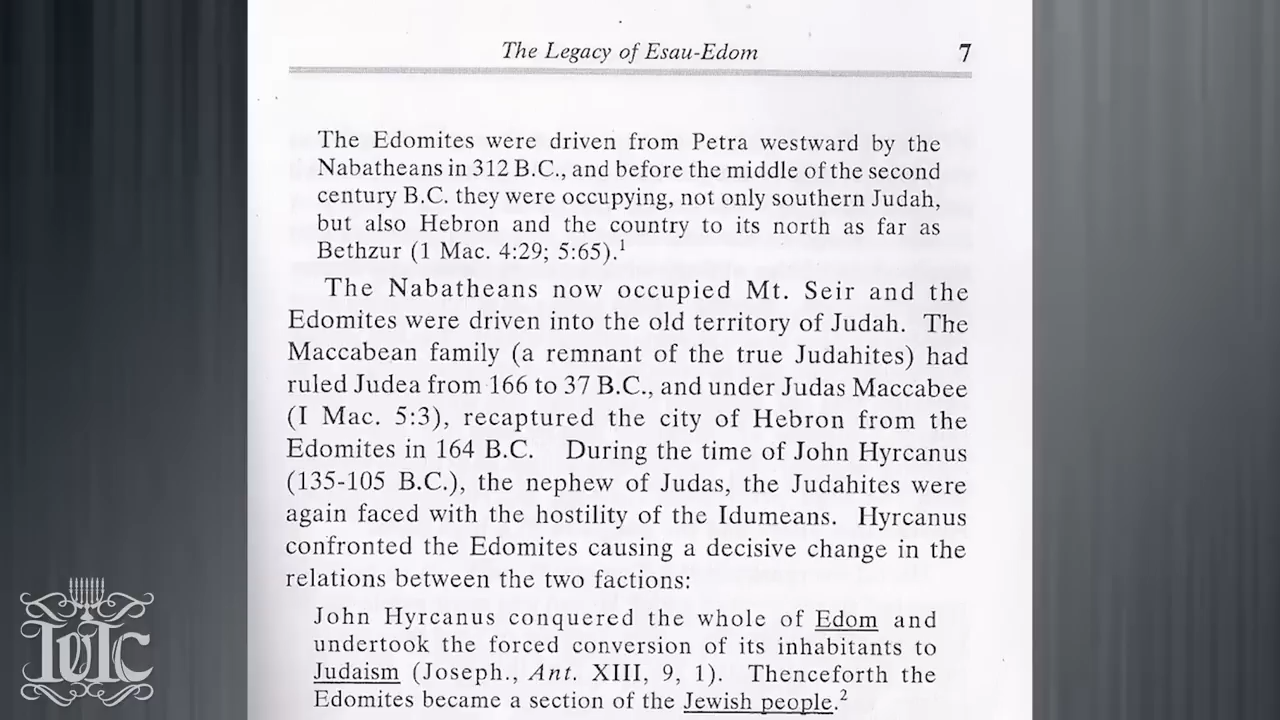 The Legacy of Esau-Edom 7
The Edomites were driven from Petra westward by the
Nabatheans in 312 B.C., and before the middle of the second
century B.C. they were occupying, not only southern Judah,
but also Hebron and the country to its north as far as
Bethzur (1 Mac. 4:29; 5:65).¹
The Nabatheans now occupied Mt. Seir and the
Edomites were driven into the old territory of Judah. The
Maccabean family (a remnant of the true Judahites) had
ruled Judea from 166 to 37 B.C., and under Judas Maccabee
(I Mac. 5:3), recaptured the city of Hebron from the
Edomites in 164 B.C. During the time of John Hyrcanus
(135-105 B.C.), the nephew of Judas, the Judahites were
again faced with the hostility of the Idumeans. Hyrcanus
confronted the Edomites causing a decisive change in the
relations between the two factions:
John Hyrcanus conquered the whole of Edom and
undertook the forced conversion of its inhabitants to
Judaism (Joseph., Ant. XIII, 9, 1). Thenceforth the
Edomites became a section of the Jewish people.²
IUIC